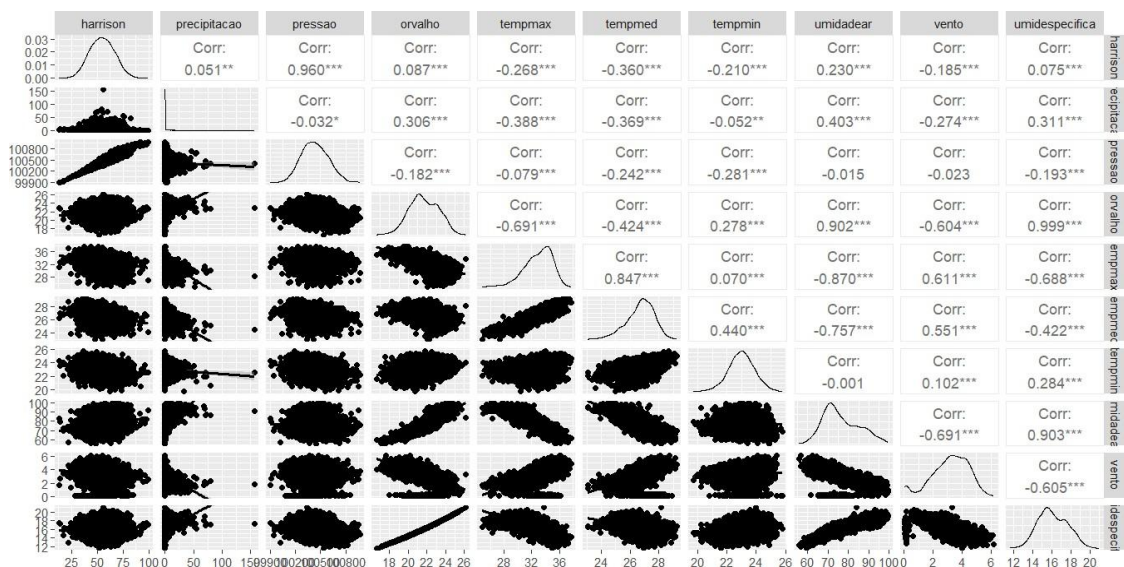 harrison precipitacao pressao orvalho tempmax tempmed tempmin umidadear vento umidespecifica
0.03 0.02 0.01 0.00
Corr: Corr: Corr: Corr: Corr: Corr: Corr: Corr: Corr:
0.051** 0.960*** 0.087*** -0.268*** -0.360*** -0.210*** 0.230*** -0.185*** 0.075***
harrison
150 100 50 0
Corr: Corr: Corr: Corr: Corr: Corr: Corr: Corr:
-0.032* 0.306*** -0.388*** -0.369*** -0.052** 0.403*** -0.274*** 0.311***
ecipitac
100800 100500 100200 99900
Corr: Corr: Corr: Corr: Corr: Corr: Corr:
-0.182*** -0.079*** -0.242*** -0.281*** -0.015 -0.023 -0.193***
pressao
26 24 22 20 18
Corr: Corr: Corr: Corr: Corr: Corr:
-0.691*** -0.424*** 0.278*** 0.902*** -0.604*** 0.999***
orvalho
36 32 28
Corr: Corr: Corr: Corr: Corr:
0.847*** 0.070*** -0.870*** 0.611*** -0.688***
empmax
28 26 24
Corr: Corr: Corr: Corr:
0.440*** -0.757*** 0.551*** -0.422***
empmed
26 24 22 20
Corr: Corr: Corr:
-0.001 0.102*** 0.284***
tempmin
100 90 80 70 60
Corr: Corr:
-0.691*** 0.903***
midadea
6 4 2 0
Corr:
-0.605***
vento
20 18 16 14 12
idespecif
25 50 75 100 0 50 100 18 20 22 24 26 28 32 36 24 26 28 20 22 24 26 60 70 80 90 100 0 2 4 6 12 14 16 18 20